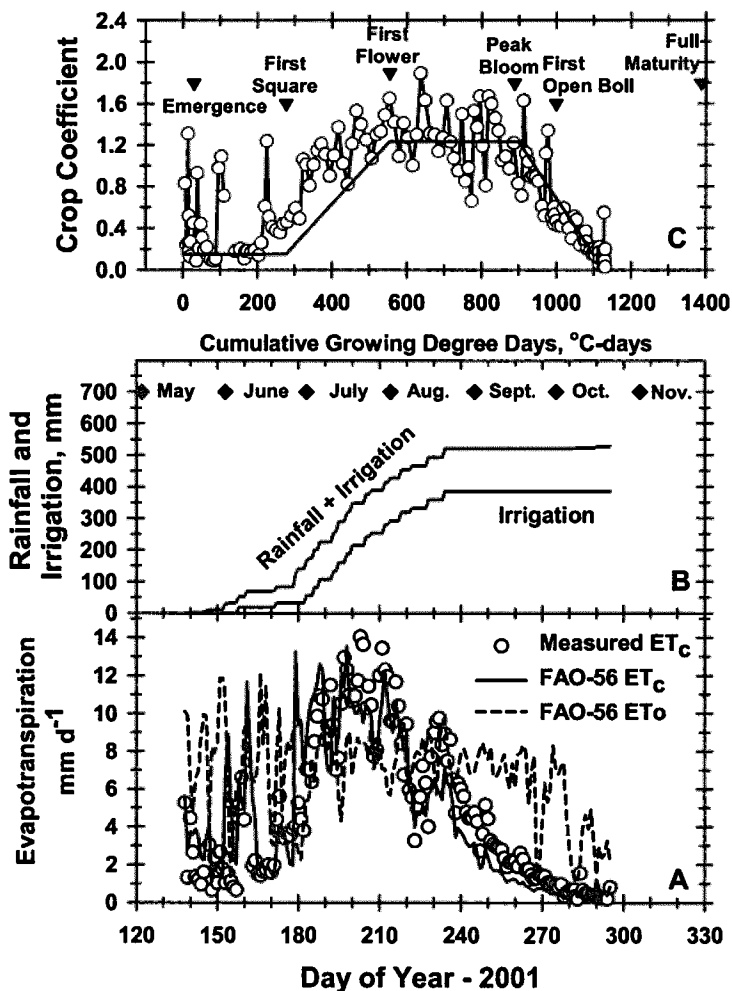 2.4
2.0
1.6
1.2
0.8
0.4
0.0
Crop Coefficient
Emergence
First
Square
First
Flower
Peak
Bloom
First
Open Boll
Full
Maturity
C
0 200 400 600 800 1000 1200 1400
Cumulative Growing Degree Days, °C-days
700
600
500
400
300
200
100
0
Rainfall and
Irrigation, mm
May June July Aug. Sept. Oct. Nov.
Rainfall + Irrigation
Irrigation
B
14
12
10
8
6
4
2
0
Evapotranspiration
mm d-1
Measured ETc
FAO-56 ETc
FAO-56 ETo
A
120 150 180 210 240 270 300 330
Day of Year - 2001